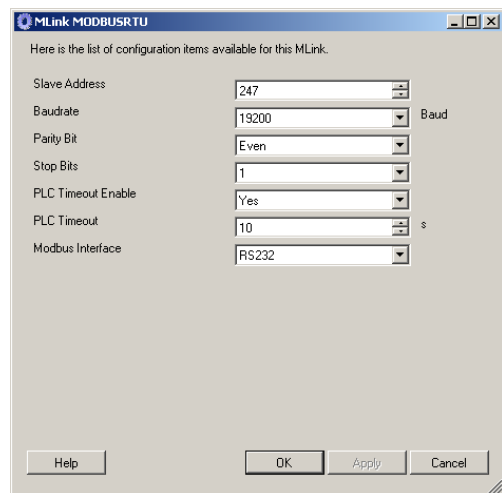 MLink MODBUSRTU
Here is the list of configuration items available for this MLink.
Slave Address 247
Baudrate 19200 Baud
Parity Bit Even
Stop Bits 1
PLC Timeout Enable Yes
PLC Timeout 10 s
Modbus Interface RS232
Help OK Apply Cancel